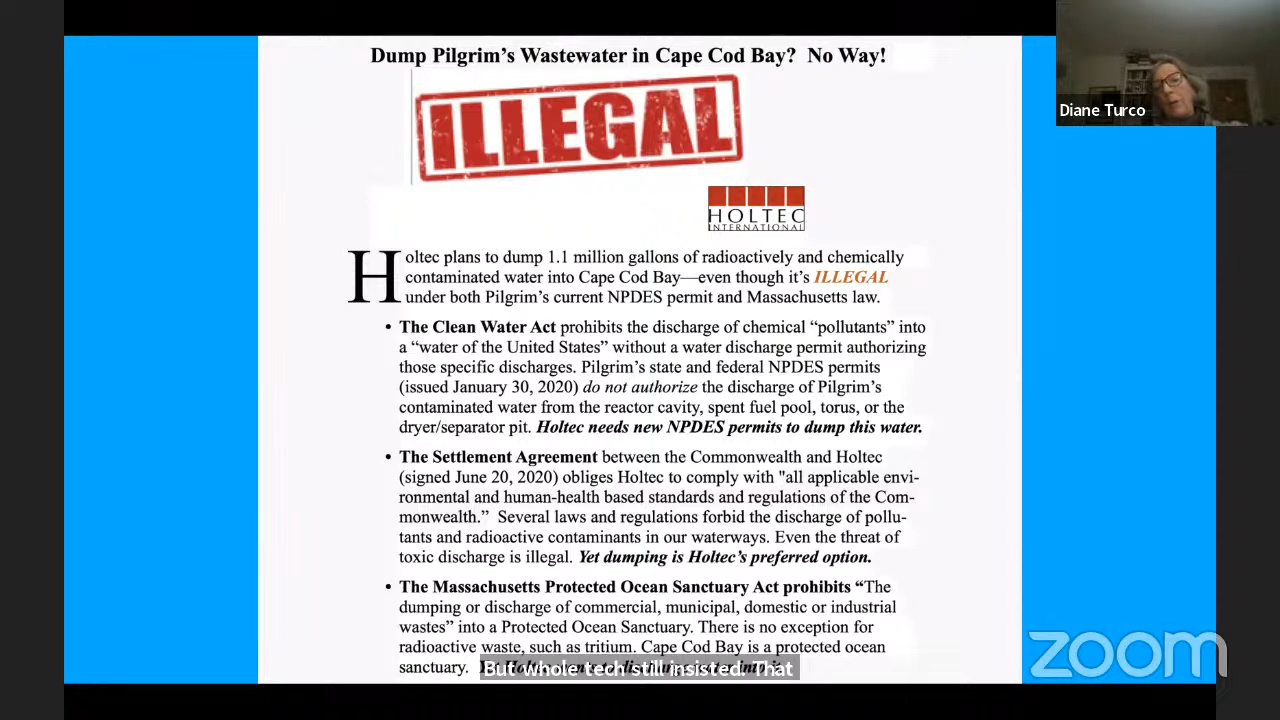 Dump Pilgrim’s Wastewater in Cape Cod Bay? No Way!
ILLEGAL
HOLTEC
INTERNATIONAL
Holtec plans to dump 1.1 million gallons of radioactively and chemically
contaminated water into Cape Cod Bay—even though it’s ILLEGAL
under both Pilgrim’s current NPDES permit and Massachusetts law.
• The Clean Water Act prohibits the discharge of chemical “pollutants” into
a “water of the United States” without a water discharge permit authorizing
those specific discharges. Pilgrim’s state and federal NPDES permits
(issued January 30, 2020) do not authorize the discharge of Pilgrim’s
contaminated water from the reactor cavity, spent fuel pool, torus, or the
dryer/separator pit. Holtec needs new NPDES permits to dump this water.
• The Settlement Agreement between the Commonwealth and Holtec
(signed June 20, 2020) obliges Holtec to comply with "all applicable envi-
ronmental and human-health based standards and regulations of the Com-
monwealth.” Several laws and regulations forbid the discharge of pollu-
tants and radioactive contaminants in our waterways. Even the threat of
toxic discharge is illegal. Yet dumping is Holtec’s preferred option.
• The Massachusetts Protected Ocean Sanctuary Act prohibits “The
dumping or discharge of commercial, municipal, domestic or industrial
wastes” into a Protected Ocean Sanctuary. There is no exception for
radioactive waste, such as tritium. Cape Cod Bay is a protected ocean
sanctuary.
But whole tech still insisted. That
Diane Turco
zoom